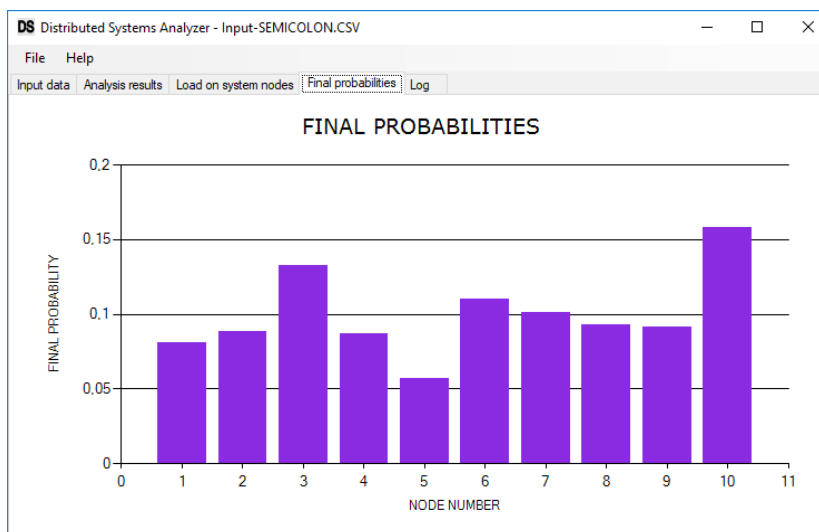 DS Distributed Systems Analyzer - Input-SEMICOLON.CSV
File Help
Input data Analysis results Load on system nodes Final probabilities Log
FINAL PROBABILITIES
0,2
0,15
0,1
0,05
0
FINAL PROBABILITY
0 1 2 3 4 5 6 7 8 9 10 11
NODE NUMBER